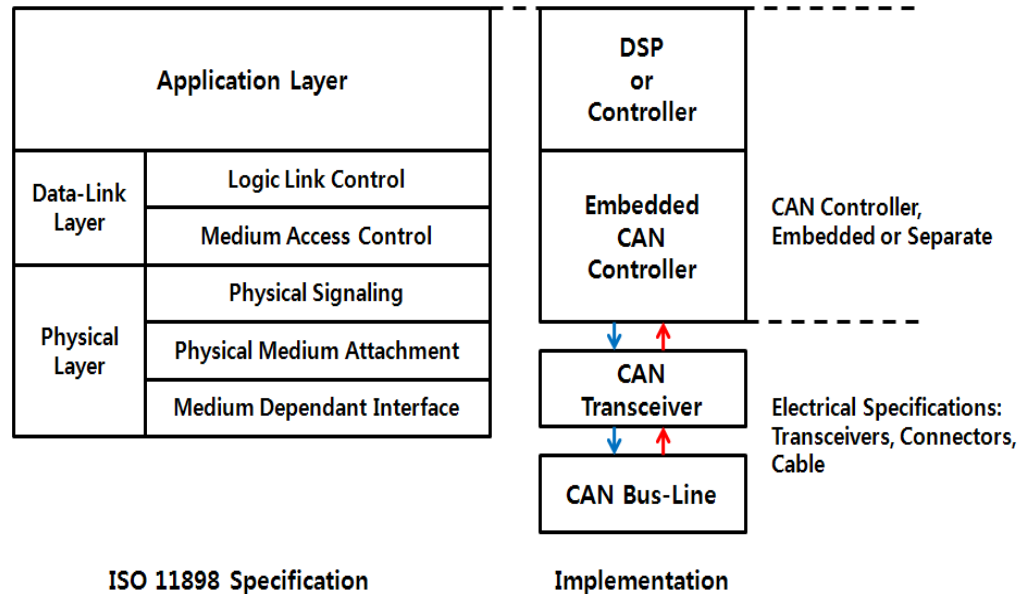 Application Layer
Data-Link
Layer
Logic Link Control
Medium Access Control
Physical
Layer
Physical Signaling
Physical Medium Attachment
Medium Dependant Interface
ISO 11898 Specification
DSP
or
Controller
Embedded
CAN
Controller
CAN
Transceiver
CAN Bus-Line
Implementation
CAN Controller,
Embedded or Separate
Electrical Specifications:
Transceivers, Connectors,
Cable